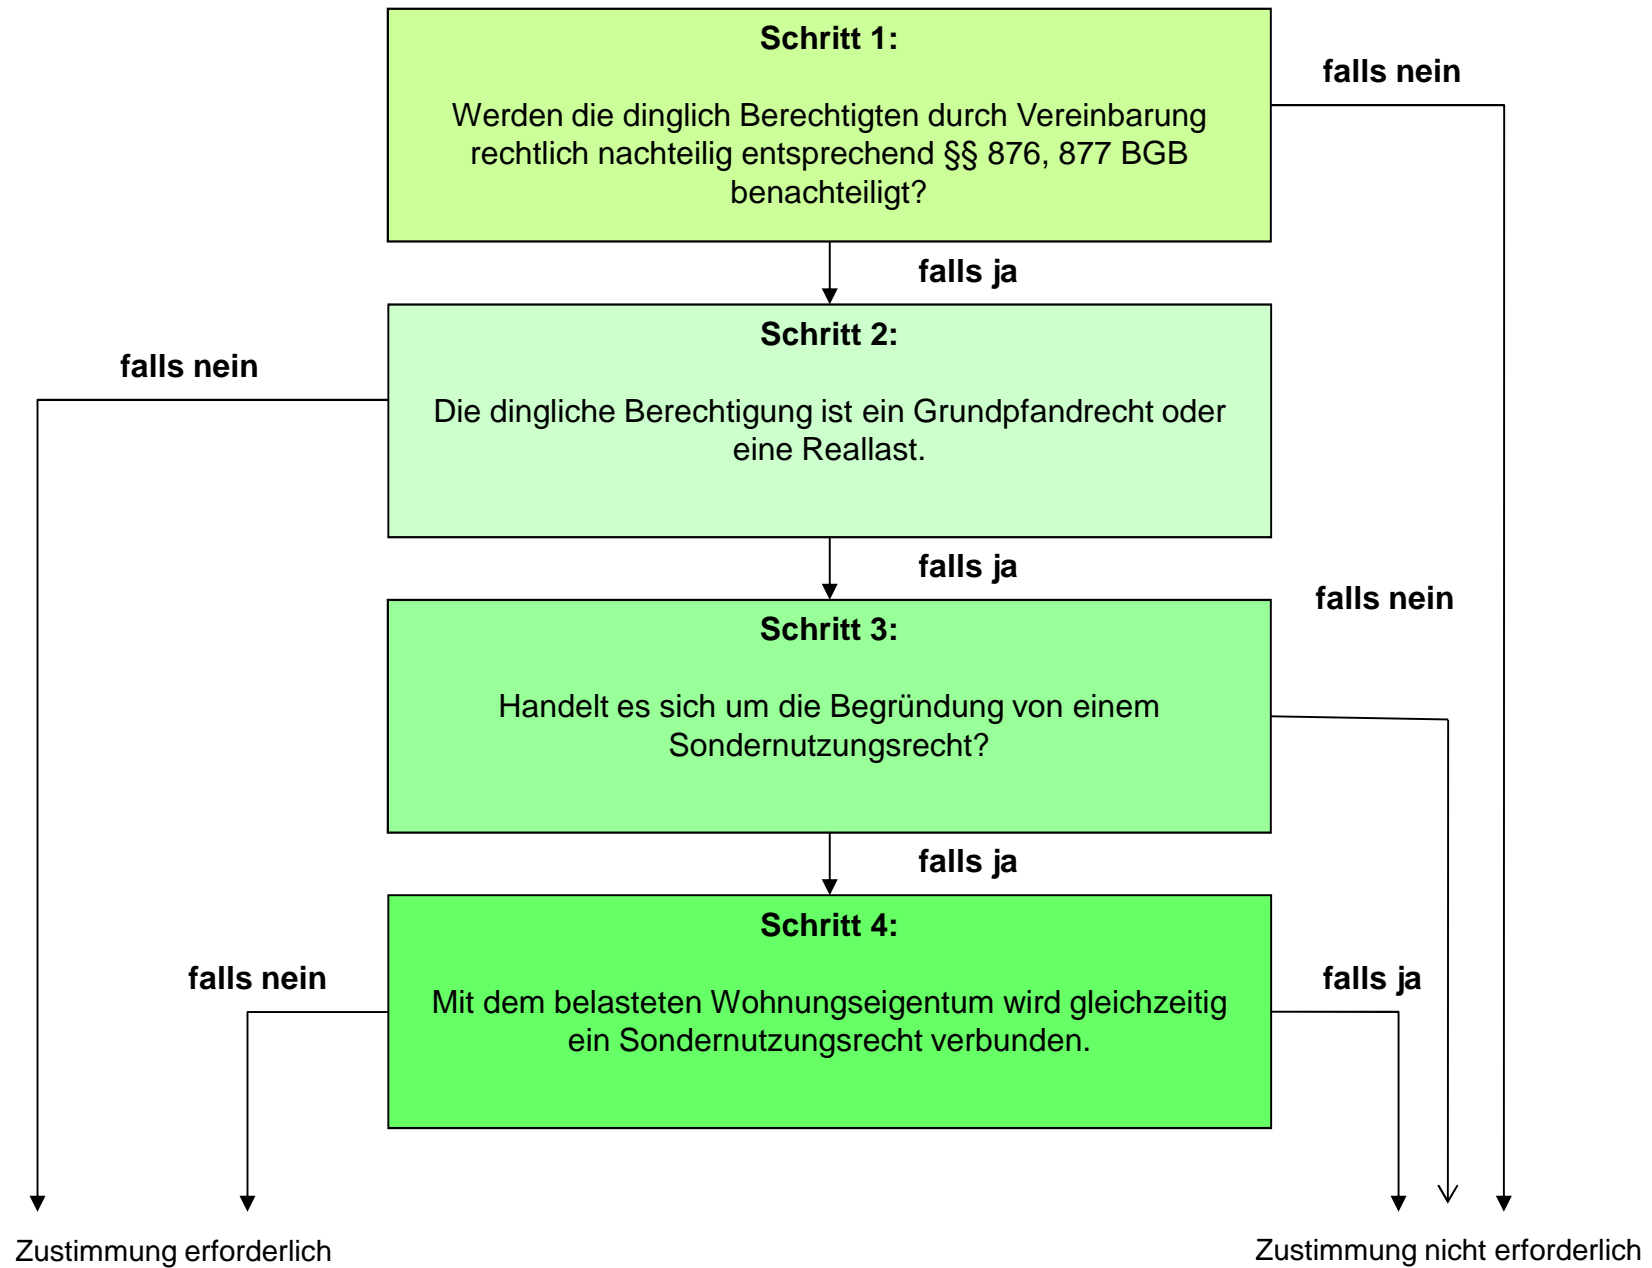 Schritt 1:
falls nein
Werden die dinglich Berechtigten durch Vereinbarung
rechtlich nachteilig entsprechend §§ 876, 877 BGB
benachteiligt?
falls ja
Schritt 2:
falls nein
Die dingliche Berechtigung ist ein Grundpfandrecht oder
eine Reallast.
falls ja
falls nein
Schritt 3:
Handelt es sich um die Begründung von einem
Sondernutzungsrecht?
falls ja
Schritt 4:
falls nein
falls ja
Mit dem belasteten Wohnungseigentum wird gleichzeitig
ein Sondernutzungsrecht verbunden.
Zustimmung erforderlich
Zustimmung nicht erforderlich